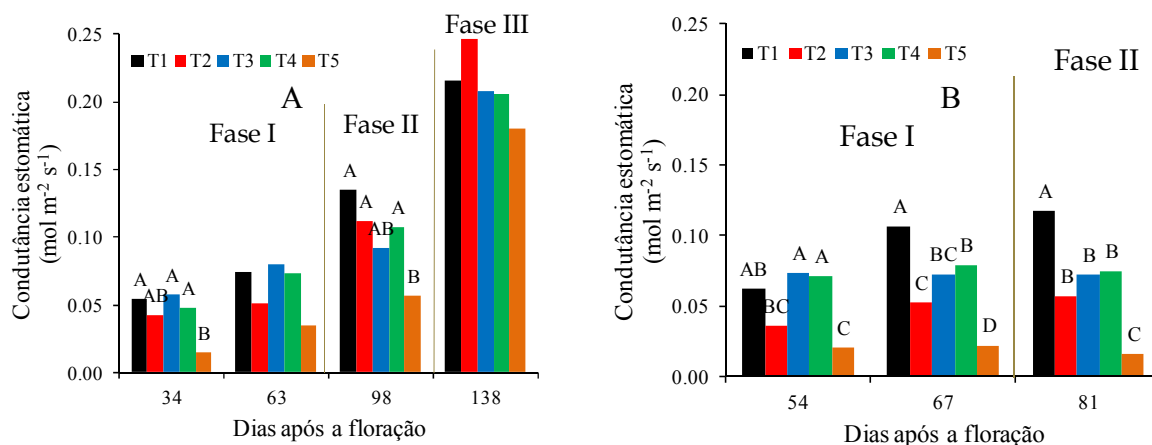 Condutância estomática
(mol m⁻² s⁻¹)
0.25
0.20
0.15
0.10
0.05
0.00
T1 T2 T3 T4 T5
A
Fase I
Fase II
Fase III
A AB A A B
A A AB A B
34 63 98 138
Dias após a floração
Condutância estomática
(mol m⁻² s⁻¹)
0.25
0.20
0.15
0.10
0.05
0.00
T1 T2 T3 T4 T5
B
Fase I
Fase II
AB BC A A C
A C BC B D
A B B B C
54 67 81
Dias após a floração